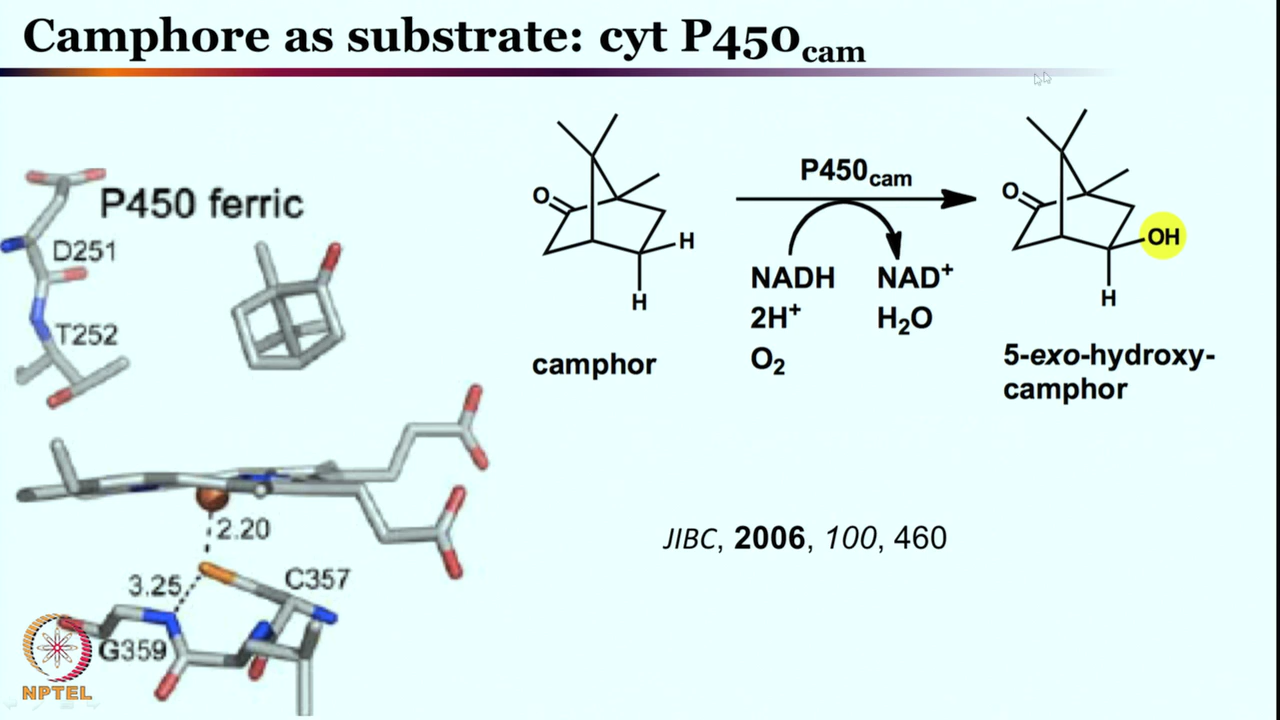 Camphore as substrate: cyt P450cam
P450 ferric
D251
T252
2.20
3.25
C357
G359
O
H
H
camphor
P450cam
NADH
2H+
O2
NAD+
H2O
O
OH
H
5-exo-hydroxy-
camphor
JIBC, 2006, 100, 460
NPTEL